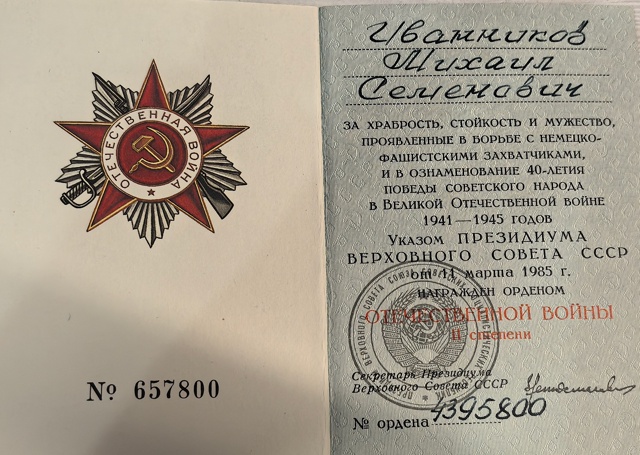 ОТЕЧЕСТВЕННАЯ ВОЙНА
№ 657800
Иванников
Михаил
Семенович
ЗА ХРАБРОСТЬ, СТОЙКОСТЬ И МУЖЕСТВО,
ПРОЯВЛЕННЫЕ В БОРЬБЕ С НЕМЕЦКО-
ФАШИСТСКИМИ ЗАХВАТЧИКАМИ,
И В ОЗНАМЕНОВАНИЕ 40-ЛЕТИЯ
ПОБЕДЫ СОВЕТСКОГО НАРОДА
В ВЕЛИКОЙ ОТЕЧЕСТВЕННОЙ ВОЙНЕ
1941—1945 ГОДОВ
УКАЗОМ ПРЕЗИДИУМА
ВЕРХОВНОГО СОВЕТА СССР
от 11 марта 1985 г.
НАГРАЖДЕН ОРДЕНОМ
ОТЕЧЕСТВЕННОЙ ВОЙНЫ
II степени
Секретарь Президиума
Верховного Совета СССР
№ ордена 4395800